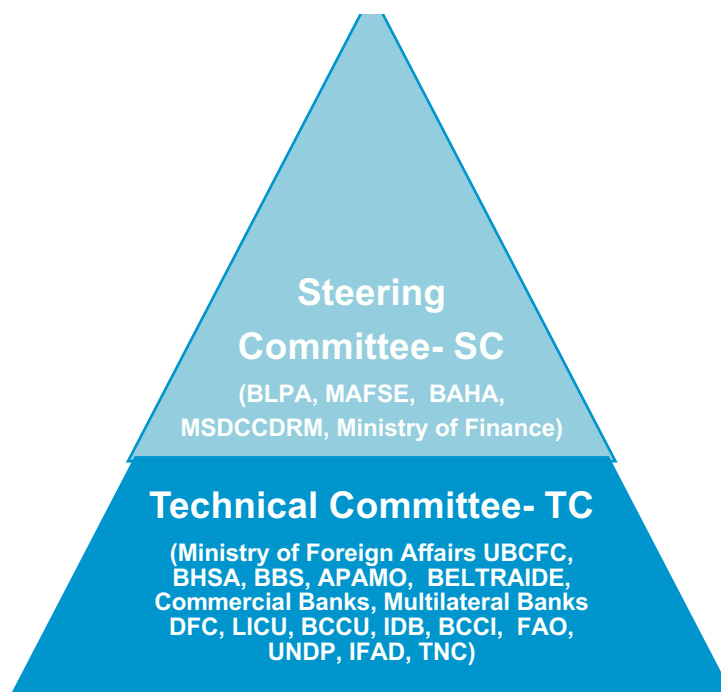 Steering
Committee- SC
(BLPA, MAFSE, BAHA,
MSDCCDRM, Ministry of Finance)
Technical Committee- TC
(Ministry of Foreign Affairs UBCFC,
BHSA, BBS, APAMO, BELTRAIDE,
Commercial Banks, Multilateral Banks
DFC, LICU, BCCU, IDB, BCCI, FAO,
UNDP, IFAD, TNC)